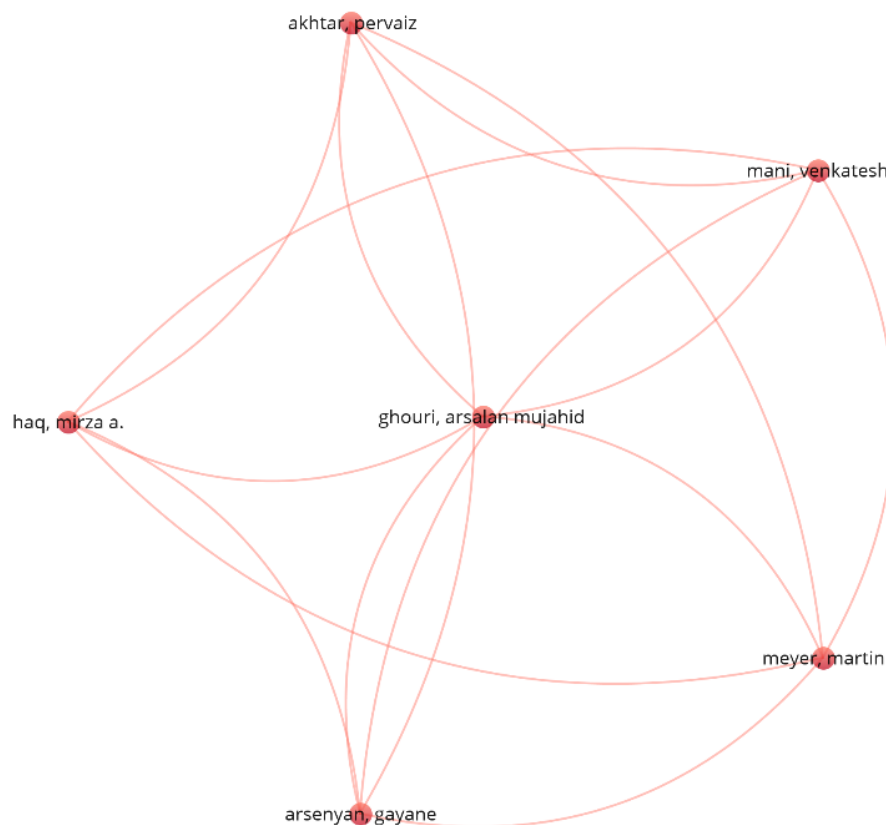 akhtar, pervaiz
mani, venkatesh
haq, mirza a.
ghouri, arsalan mujahid
meyer, martin
arsenyan, gayane